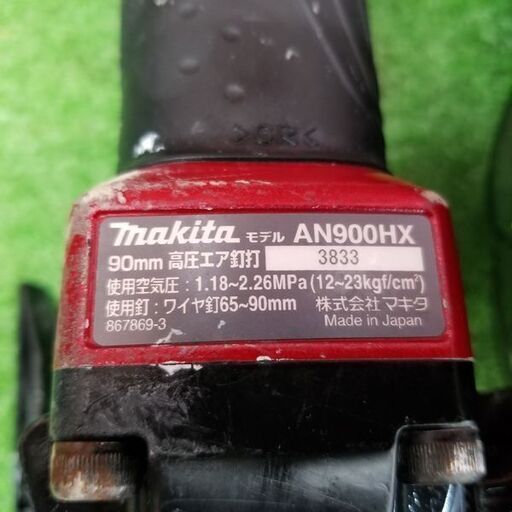 >CR<
makita モデル AN900HX
90mm 高圧エア釘打 3833
使用空気圧：1.18~2.26MPa (12~23kgf/cm²)
使用釘：ワイヤ釘65~90mm 株式会社マキタ
867869-3 Made in Japan